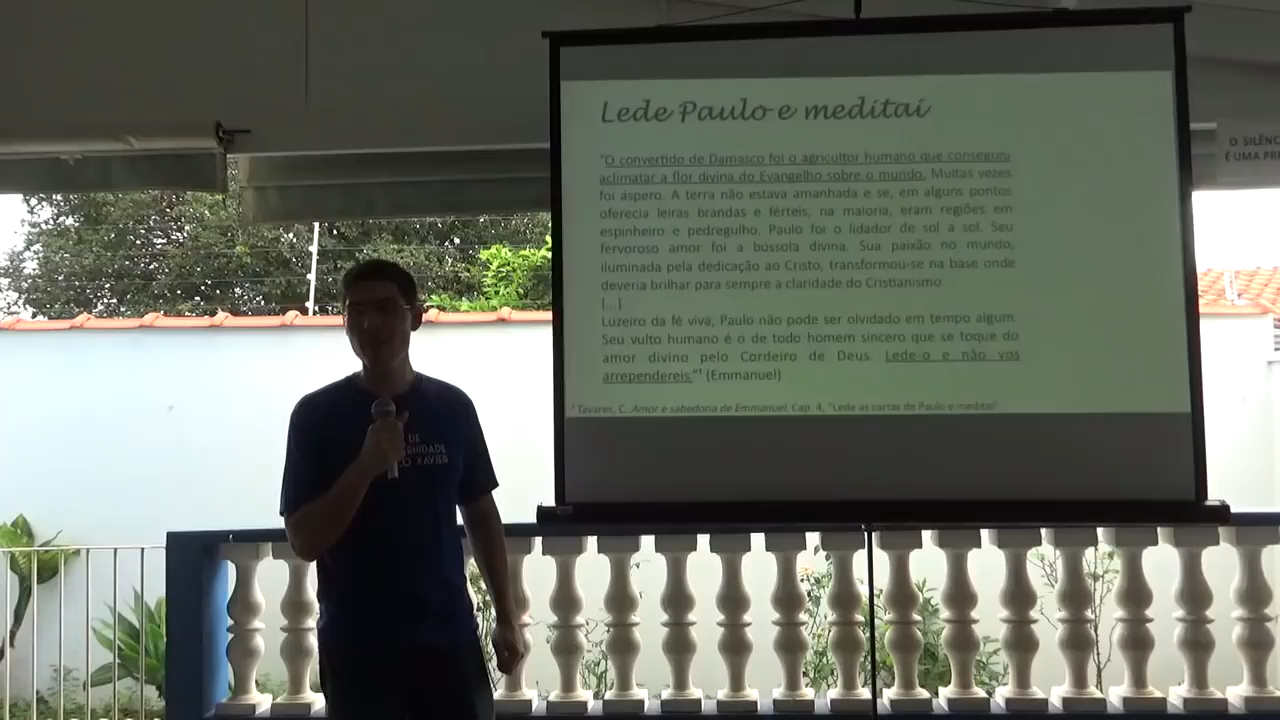 Lede Paulo e meditai
"O convertido de Damasco foi o agricultor humano que conseguiu
aclimatar a flor divina do Evangelho sobre o mundo. Muitas vezes
foi áspero. A terra não estava amanhada e se, em alguns pontos
oferecia leiras brandas e férteis, na maioria, eram regiões em
espinheiro e pedregulho. Paulo foi o lidador de sol a sol. Seu
fervoroso amor foi a bússola divina. Sua paixão no mundo,
iluminada pela dedicação ao Cristo, transformou-se na base onde
deveria brilhar para sempre a claridade do Cristianismo.
[...]
Luzeiro da fé viva, Paulo não pode ser olvidado em tempo algum.
Seu vulto humano é o de todo homem sincero que se toque do
amor divino pelo Cordeiro de Deus. Lede-o e não vos
arrependereis."¹ (Emmanuel)
¹ Tavares, C. Amor e sabedoria de Emmanuel. Cap. 4, "Lede as cartas de Paulo e meditai"
O SILÊNC
É UMA PRE
DE
RNIDADE
CO XAVIER